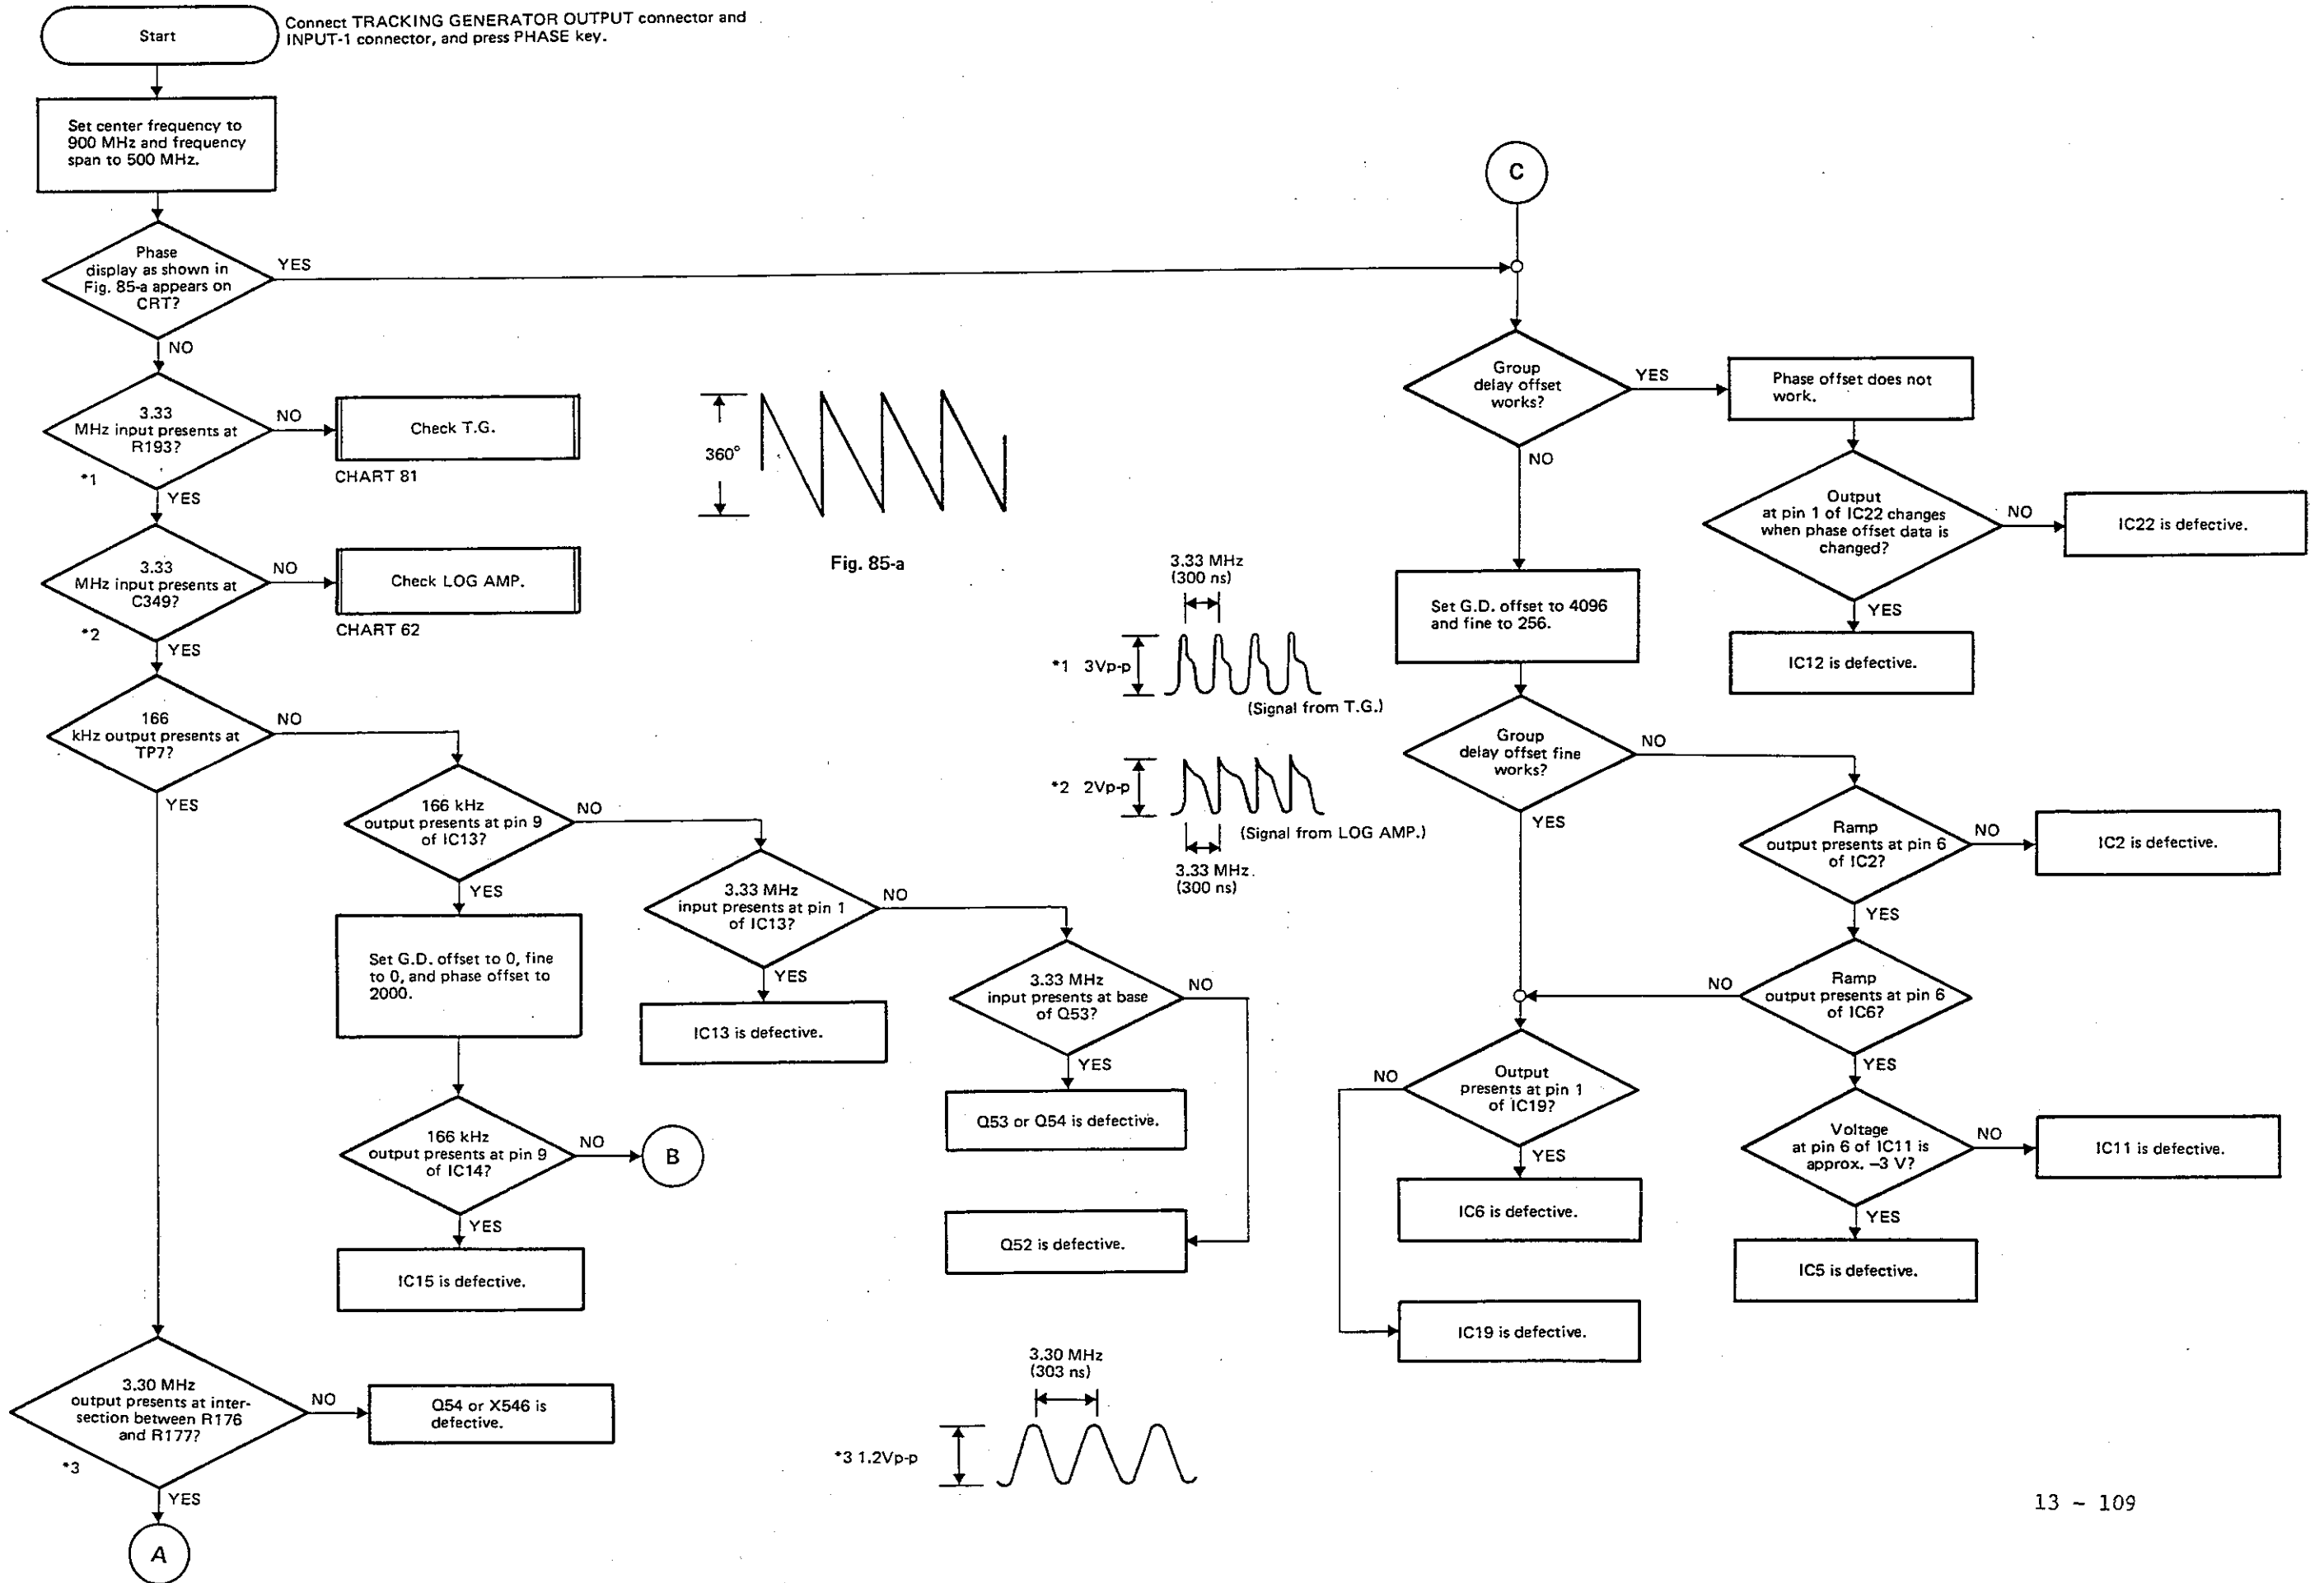 Start
Connect TRACKING GENERATOR OUTPUT connector and
INPUT-1 connector, and press PHASE key.
Set center frequency to
900 MHz and frequency
span to 500 MHz.
Phase
display as shown in
Fig. 85-a appears on
CRT?
YES
NO
3.33
MHz input presents at
R193?
*1
NO
Check T.G.
CHART 81
YES
3.33
MHz input presents at
C349?
*2
NO
Check LOG AMP.
CHART 62
YES
166
kHz output presents at
TP7?
NO
YES
166 kHz
output presents at pin 9
of IC13?
NO
YES
Set G.D. offset to 0, fine
to 0, and phase offset to
2000.
166 kHz
output presents at pin 9
of IC14?
NO
B
YES
IC15 is defective.
3.33 MHz
input presents at pin 1
of IC13?
NO
YES
IC13 is defective.
3.33 MHz
input presents at base
of Q53?
NO
YES
Q53 or Q54 is defective.
Q52 is defective.
3.30 MHz
output presents at inter-
section between R176
and R177?
*3
NO
Q54 or X546 is
defective.
YES
A
360°
Fig. 85-a
3.33 MHz
(300 ns)
*1 3Vp-p
(Signal from T.G.)
*2 2Vp-p
(Signal from LOG AMP.)
3.33 MHz.
(300 ns)
3.30 MHz
(303 ns)
*3 1.2Vp-p
C
Group
delay offset
works?
YES
Phase offset does not
work.
Output
at pin 1 of IC22 changes
when phase offset data is
changed?
NO
IC22 is defective.
YES
IC12 is defective.
NO
Set G.D. offset to 4096
and fine to 256.
Group
delay offset fine
works?
NO
YES
Ramp
output presents at pin 6
of IC2?
NO
IC2 is defective.
YES
Ramp
output presents at pin 6
of IC6?
NO
YES
Voltage
at pin 6 of IC11 is
approx. –3 V?
NO
IC11 is defective.
YES
IC5 is defective.
Output
presents at pin 1
of IC19?
NO
YES
IC6 is defective.
IC19 is defective.
13 ~ 109